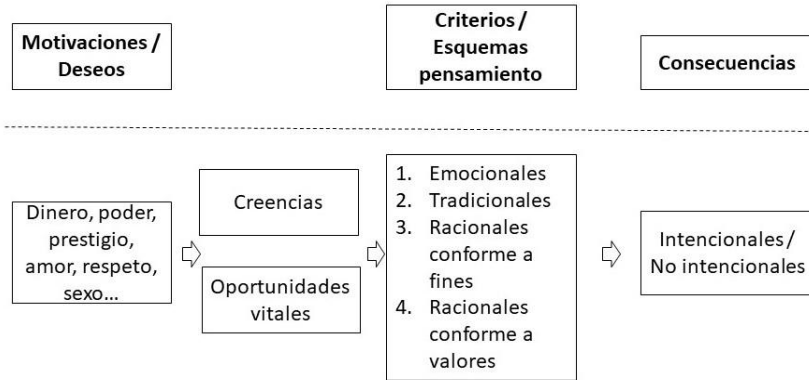 Motivaciones /
Deseos
Criterios /
Esquemas
pensamiento
Consecuencias
Dinero, poder,
prestigio,
amor, respeto,
sexo...
Creencias
Oportunidades
vitales
1. Emocionales
2. Tradicionales
3. Racionales
conforme a
fines
4. Racionales
conforme a
valores
Intencionales /
No intencionales